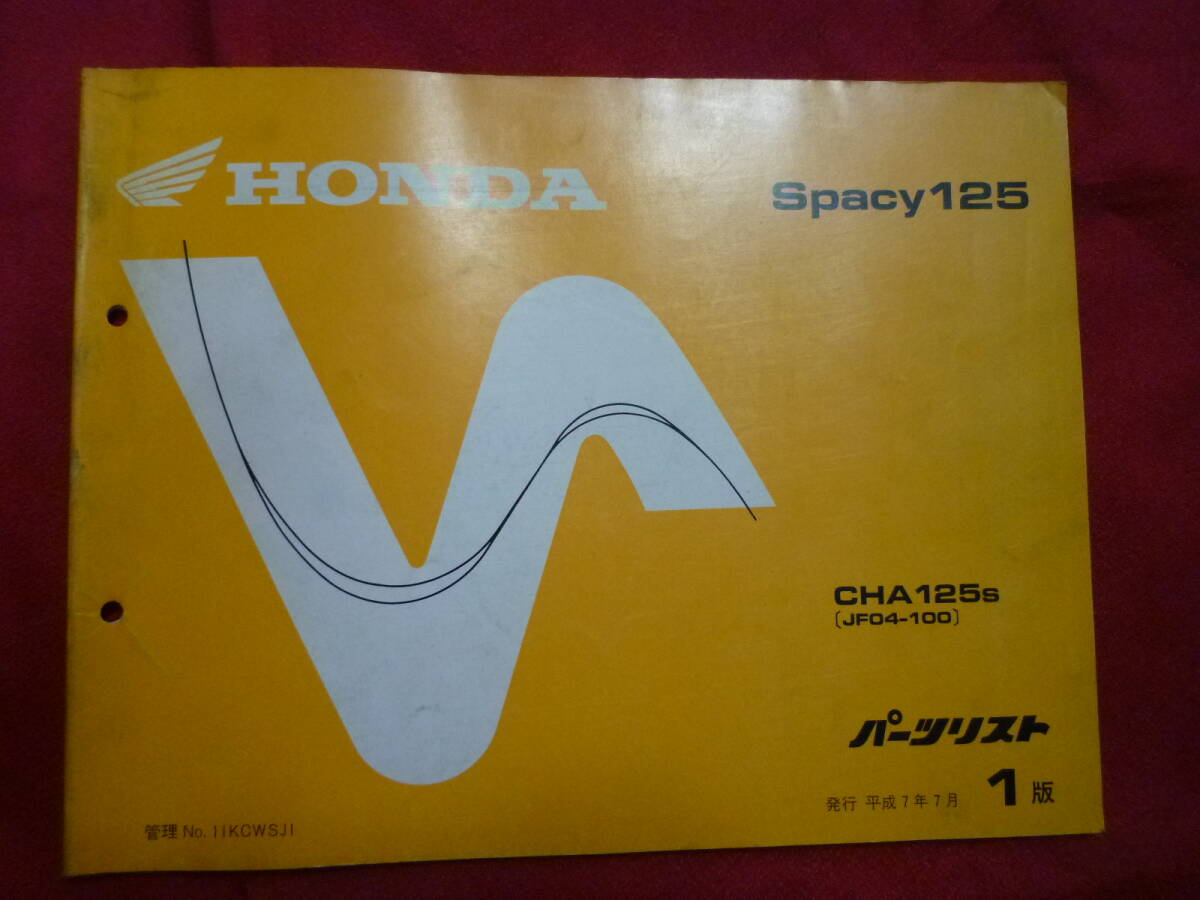 HONDA
Spacy125
CHA125s
〔JF04-100〕
パーツリスト
発行 平成7年7月 1版
管理 No. 11KCWSJ1